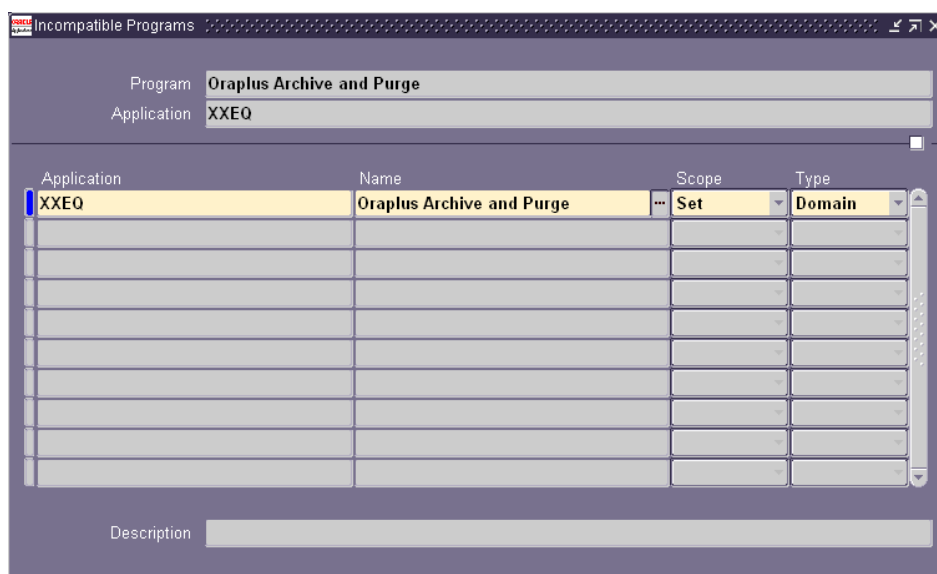 ORACLE Incompatible Programs
Program Oraplus Archive and Purge
Application XXEQ
Application Name Scope Type
XXEQ Oraplus Archive and Purge ... Set Domain
Description